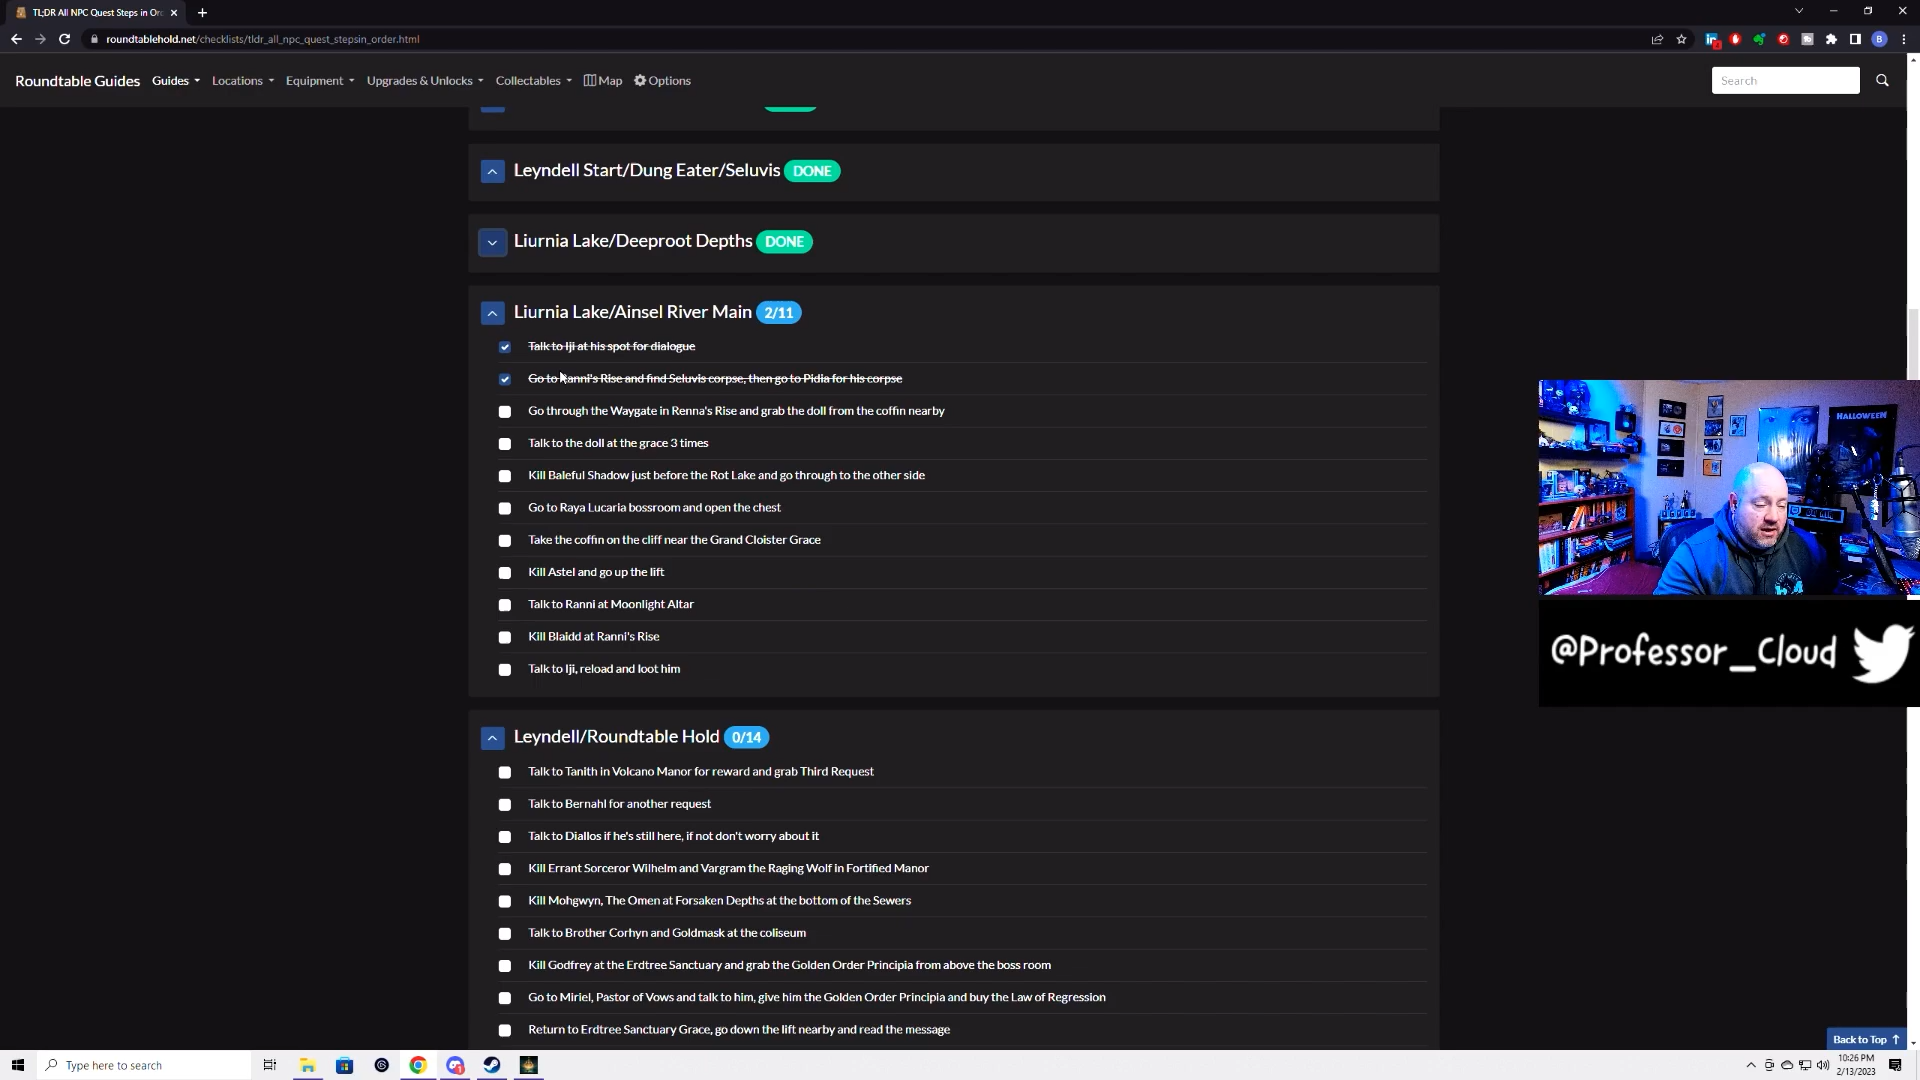 TL;DR All NPC Quest Steps in Or
roundtablehold.net/checklists/tldr_all_npc_quest_stepsin_order.html
Roundtable Guides Guides Locations Equipment Upgrades & Unlocks Collectables Map Options Search
Leyndell Start/Dung Eater/Seluvis DONE
Liurnia Lake/Deeproot Depths DONE
Liurnia Lake/Ainsel River Main 2/11
Talk to Iji at his spot for dialogue
Go to Ranni's Rise and find Seluvis corpse, then go to Pidia for his corpse
Go through the Waygate in Renna's Rise and grab the doll from the coffin nearby
Talk to the doll at the grace 3 times
Kill Baleful Shadow just before the Rot Lake and go through to the other side
Go to Raya Lucaria bossroom and open the chest
Take the coffin on the cliff near the Grand Cloister Grace
Kill Astel and go up the lift
Talk to Ranni at Moonlight Altar
Kill Blaidd at Ranni's Rise
Talk to Iji, reload and loot him
HALLOWEEN
@Professor_Cloud
Leyndell/Roundtable Hold 0/14
Talk to Tanith in Volcano Manor for reward and grab Third Request
Talk to Bernahl for another request
Talk to Diallos if he's still here, if not don't worry about it
Kill Errant Sorceror Wilhelm and Vargram the Raging Wolf in Fortified Manor
Kill Mohgwyn, The Omen at Forsaken Depths at the bottom of the Sewers
Talk to Brother Corhyn and Goldmask at the coliseum
Kill Godfrey at the Erdtree Sanctuary and grab the Golden Order Principia from above the boss room
Go to Miriel, Pastor of Vows and talk to him, give him the Golden Order Principia and buy the Law of Regression
Return to Erdtree Sanctuary Grace, go down the lift nearby and read the message
Back to Top
Type here to search
10:26 PM
2/13/2023